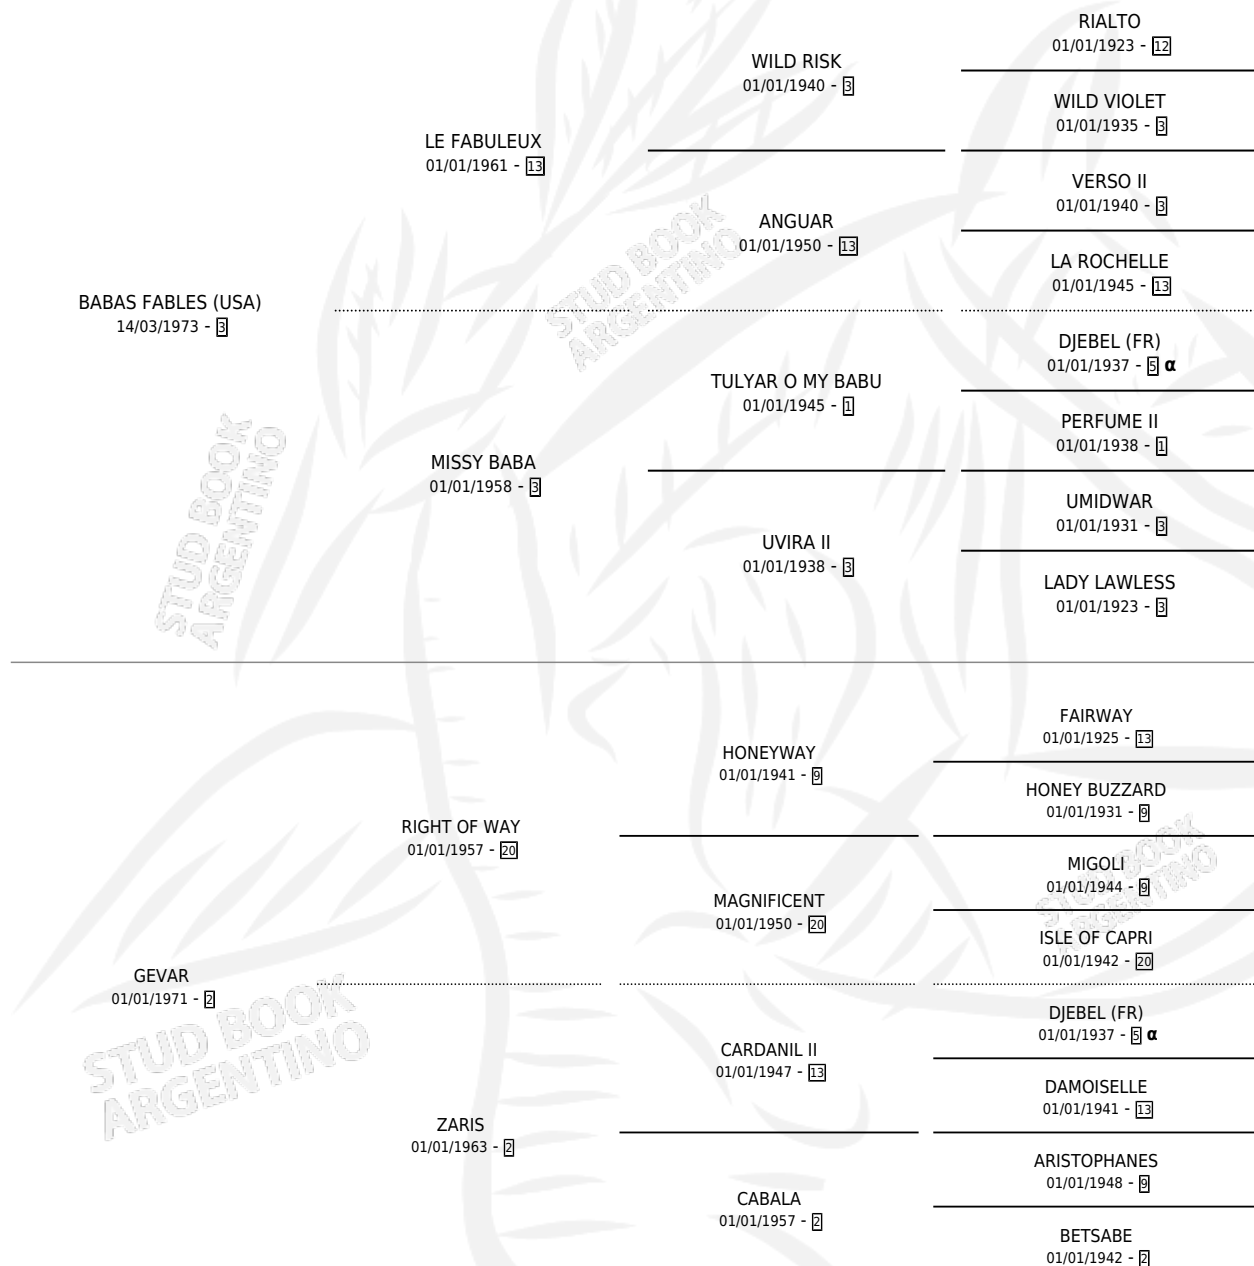 RIALTO
01/01/1923 - 12
WILD RISK
01/01/1940 - 3
WILD VIOLET
01/01/1935 - 3
LE FABULEUX
01/01/1961 - 13
VERSO II
01/01/1940 - 3
ANGUAR
01/01/1950 - 13
LA ROCHELLE
01/01/1945 - 13
BABAS FABLES (USA)
14/03/1973 - 3
DJEBEL (FR)
01/01/1937 - 5 α
TULYAR O MY BABU
01/01/1945 - 1
PERFUME II
01/01/1938 - 1
MISSY BABA
01/01/1958 - 3
UMIDWAR
01/01/1931 - 3
UVIRA II
01/01/1938 - 3
LADY LAWLESS
01/01/1923 - 3
STUD BOOK
ARGENTINO
STUD BOOK
ARGENTINO
FAIRWAY
01/01/1925 - 13
HONEYWAY
01/01/1941 - 9
HONEY BUZZARD
01/01/1931 - 9
RIGHT OF WAY
01/01/1957 - 20
MIGOLI
01/01/1944 - 9
MAGNIFICENT
01/01/1950 - 20
ISLE OF CAPRI
01/01/1942 - 20
GEVAR
01/01/1971 - 2
DJEBEL (FR)
01/01/1937 - 5 α
CARDANIL II
01/01/1947 - 13
DAMOISELLE
01/01/1941 - 13
ZARIS
01/01/1963 - 2
ARISTOPHANES
01/01/1948 - 9
CABALA
01/01/1957 - 2
BETSABE
01/01/1942 - 2
STUD BOOK
ARGENTINO
STUD BOOK
ARGENTINO